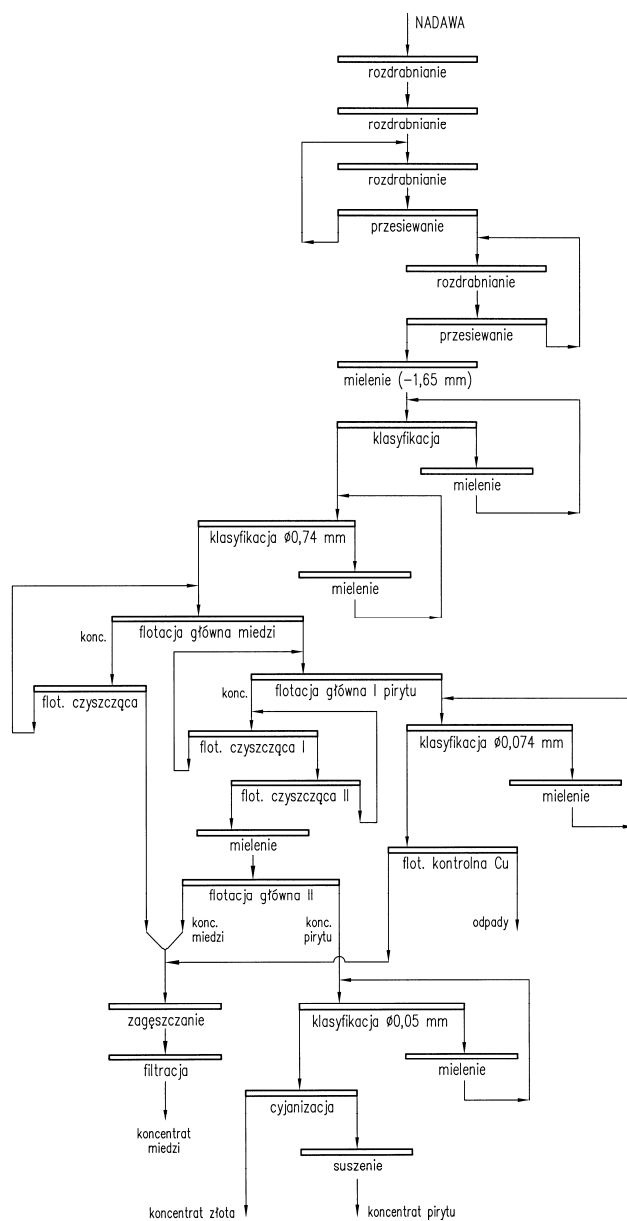 NADAWA
rozdrabnianie
rozdrabnianie
rozdrabnianie
przesiewanie
rozdrabnianie
przesiewanie
mielenie (−1,65 mm)
klasyfikacja
mielenie
klasyfikacja ø0,74 mm
mielenie
flotacja główna miedzi
konc.
flot. czyszcząca
flotacja główna I pirytu
konc.
flot. czyszcząca I
klasyfikacja ø0,074 mm
flot. czyszcząca II
mielenie
mielenie
flot. kontrolna Cu
flotacja główna II
konc.
miedzi
konc.
pirytu
odpady
zagęszczanie
klasyfikacja ø0,05 mm
filtracja
mielenie
cyjanizacja
koncentrat
miedzi
suszenie
koncentrat złota
koncentrat pirytu